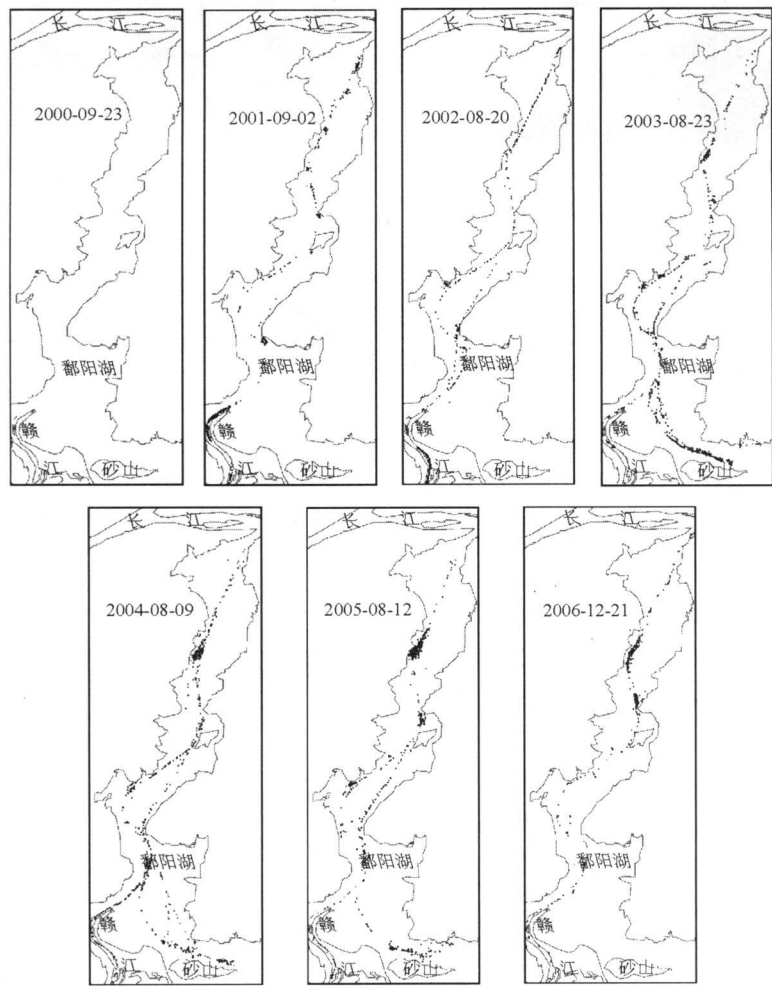 长 江
2000-09-23
鄱阳湖
赣
江 砂山
长 江
2001-09-02
鄱阳湖
赣
江 砂山
长 江
2002-08-20
鄱阳湖
赣
江 砂山
长 江
2003-08-23
鄱阳湖
赣
江 砂山
长 江
2004-08-09
鄱阳湖
赣
江 砂山
长 江
2005-08-12
鄱阳湖
赣
江 砂山
长 江
2006-12-21
鄱阳湖
赣
江 砂山